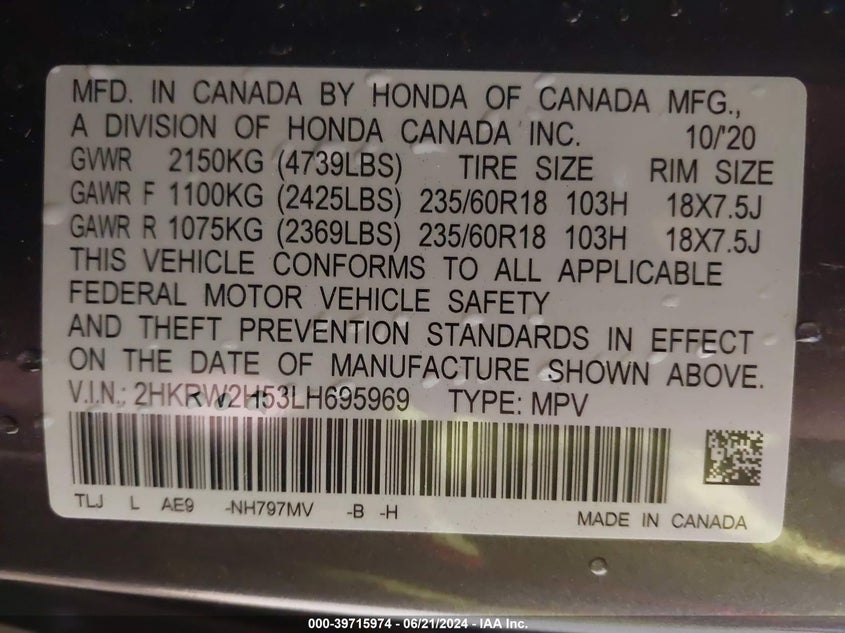 MFD. IN CANADA BY HONDA OF CANADA MFG.,
A DIVISION OF HONDA CANADA INC. 10/'20
GVWR 2150KG (4739LBS) TIRE SIZE RIM SIZE
GAWR F 1100KG (2425LBS) 235/60R18 103H 18X7.5J
GAWR R 1075KG (2369LBS) 235/60R18 103H 18X7.5J
THIS VEHICLE CONFORMS TO ALL APPLICABLE
FEDERAL MOTOR VEHICLE SAFETY
AND THEFT PREVENTION STANDARDS IN EFFECT
ON THE DATE OF MANUFACTURE SHOWN ABOVE.
V.I.N.: 2HKRW2H53LH695969 TYPE: MPV
TLJ L AE9 -NH797MV -B -H MADE IN CANADA
000-39715974 - 06/21/2024 - IAA Inc.